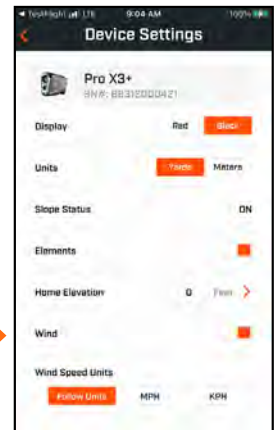 TestFlight LTE 9:04 AM 100%
Device Settings
Pro X3+
Display Red Black
Units Yards Meters
Slope Status ON
Elements
Home Elevation 0 Feet
Wind
Wind Speed Units
Follow Units MPH KPH